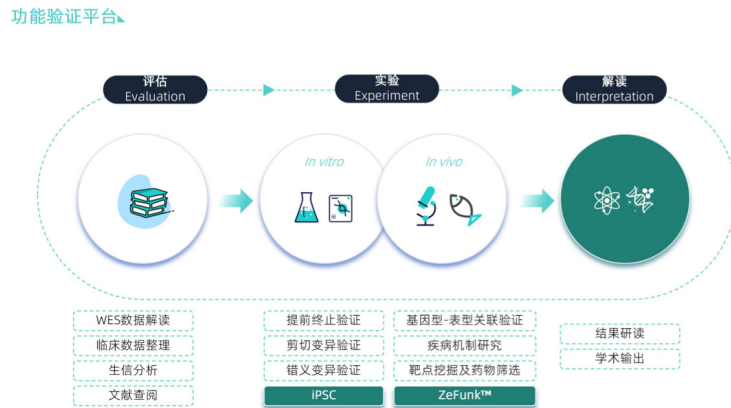 功能验证平台
评估
Evaluation
实验
Experiment
解读
Interpretation
In vitro
In vivo
WES数据解读
临床数据整理
生信分析
文献查阅
提前终止验证
剪切变异验证
错义变异验证
iPSC
基因型-表型关联验证
疾病机制研究
靶点挖掘及药物筛选
ZeFunk™
结果研读
学术输出